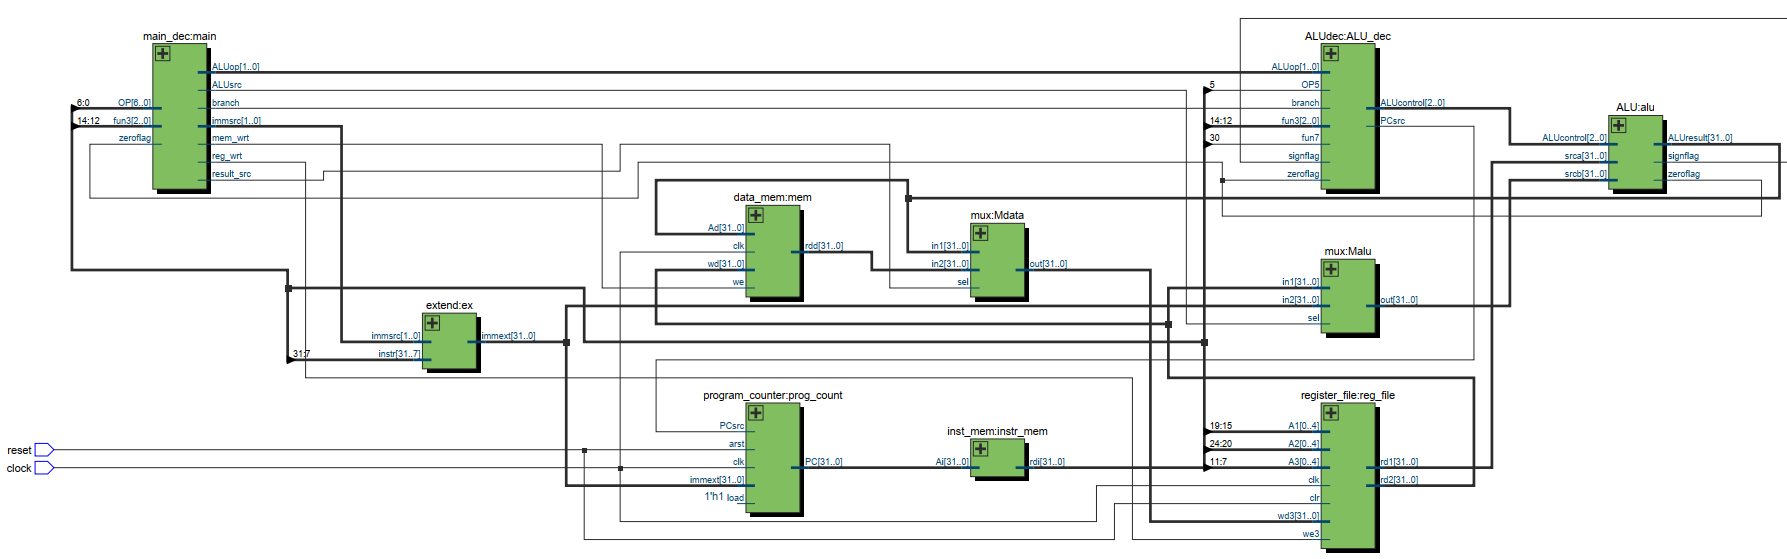 main_dec:main
6:0
OP[6..0]
14:12
fun3[2..0]
zeroflag
ALUop[1..0]
ALUsrc
branch
immsrc[1..0]
mem_wrt
reg_wrt
result_src
ALUdec:ALU_dec
ALUop[1..0]
5
OP5
branch
14:12
fun3[2..0]
30
fun7
signflag
zeroflag
ALUcontrol[2..0]
PCsrc
ALU:alu
ALUcontrol[2..0]
srca[31..0]
srcb[31..0]
ALUresult[31..0]
signflag
zeroflag
data_mem:mem
Ad[31..0]
clk
wd[31..0]
we
rdd[31..0]
mux:Mdata
in1[31..0]
in2[31..0]
sel
out[31..0]
mux:Malu
in1[31..0]
in2[31..0]
sel
out[31..0]
extend:ex
immsrc[1..0]
31:7
instr[31..7]
immext[31..0]
program_counter:prog_count
PCsrc
arst
clk
immext[31..0]
1'h1 load
PC[31..0]
inst_mem:instr_mem
Ai[31..0]
rdi[31..0]
register_file:reg_file
19:15
A1[0..4]
24:20
A2[0..4]
11:7
A3[0..4]
clk
clr
wd3[31..0]
we3
rd1[31..0]
rd2[31..0]
reset
clock